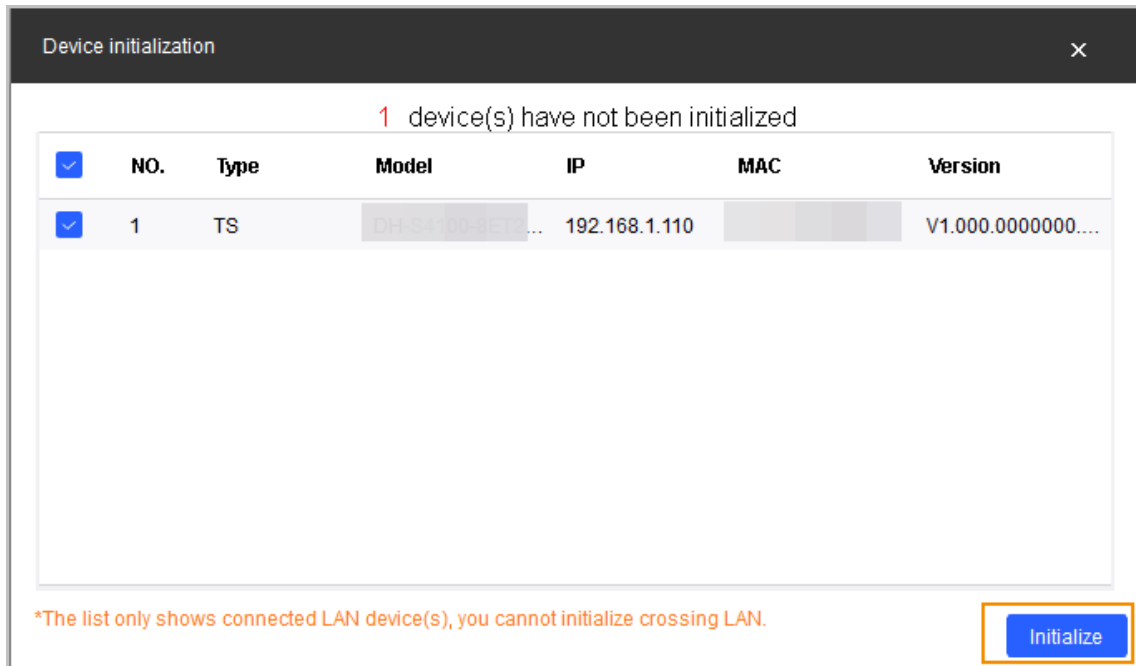 Device initialization
1 device(s) have not been initialized
NO. Type Model IP MAC Version
1 TS ... 192.168.1.110 V1.000.0000000....
*The list only shows connected LAN device(s), you cannot initialize crossing LAN.
Initialize